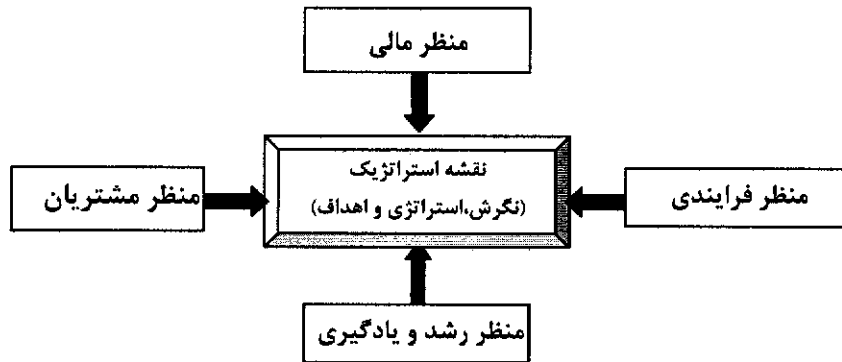 منظر مالی
نقشه استراتژیک
(نگرش،استراتژی و اهداف)
منظر فرایندی
منظر مشتریان
منظر رشد و یادگیری